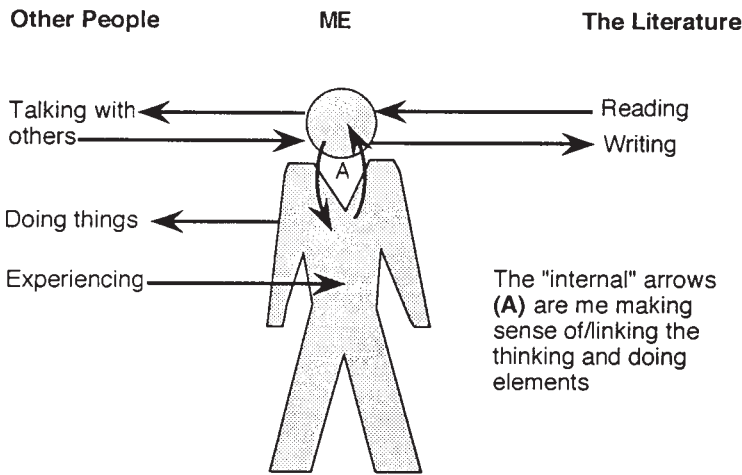 Other People
ME
The Literature
Talking with
others
Reading
Writing
A
Doing things
Experiencing
The "internal" arrows
(A) are me making
sense of/linking the
thinking and doing
elements